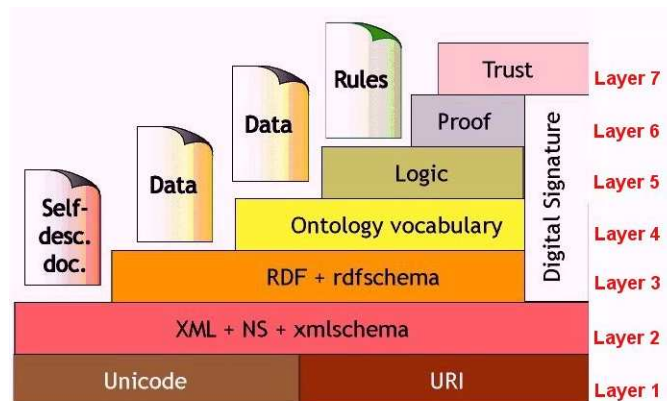 Trust
Layer 7
Rules
Proof
Layer 6
Data
Logic
Layer 5
Data
Ontology vocabulary
Layer 4
Self-
desc.
doc.
RDF + rdfschema
Digital Signature
Layer 3
XML + NS + xmlschema
Layer 2
Unicode
URI
Layer 1